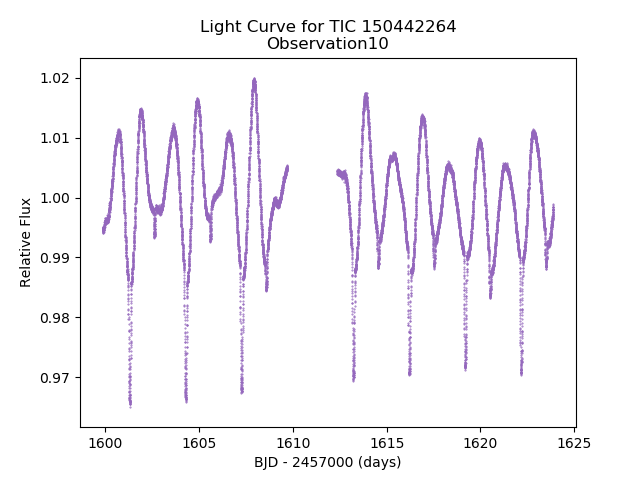 Light Curve for TIC 150442264
Observation10
Relative Flux
1.02
1.01
1.00
0.99
0.98
0.97
1600 1605 1610 1615 1620 1625
BJD - 2457000 (days)